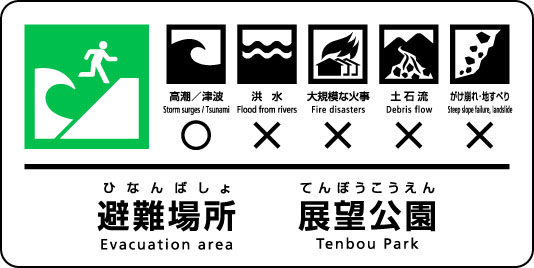 高潮／津波 洪水 大規模な火事 土石流 がけ崩れ・地すべり
Storm surges / Tsunami Flood from rivers Fire disasters Debris flow Steep slope failure, landslide
○ × × × ×
ひなんばしょ てんぼうこうえん
避難場所 展望公園
Evacuation area Tenbou Park